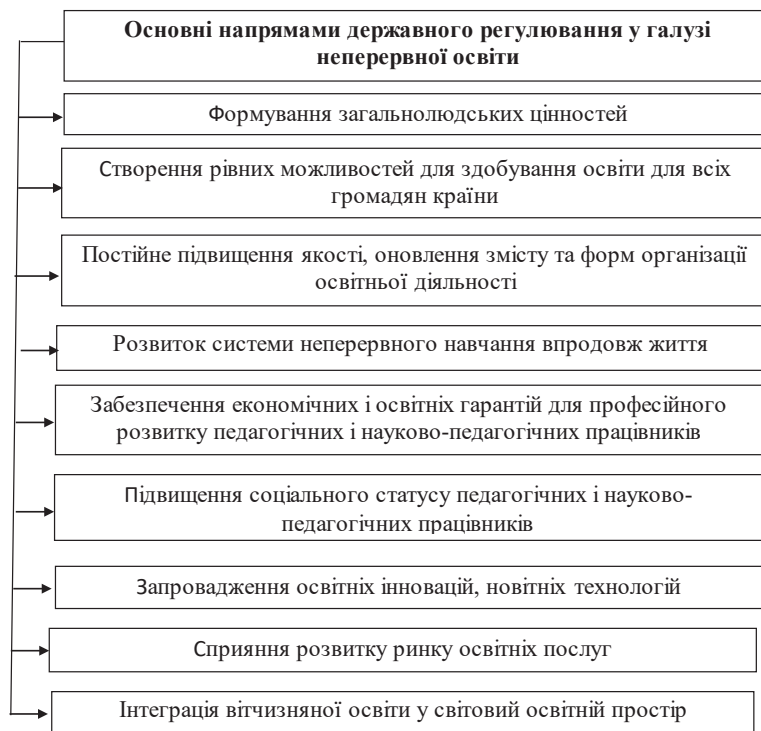 Основні напрямами державного регулювання у галузі
неперервної освіти
Формування загальнолюдських цінностей
Створення рівних можливостей для здобування освіти для всіх
громадян країни
Постійне підвищення якості, оновлення змісту та форм організації
освітньої діяльності
Розвиток системи неперервного навчання впродовж життя
Забезпечення економічних і освітніх гарантій для професійного
розвитку педагогічних і науково-педагогічних працівників
Підвищення соціального статусу педагогічних і науково-
педагогічних працівників
Запровадження освітніх інновацій, новітніх технологій
Сприяння розвитку ринку освітніх послуг
Інтеграція вітчизняної освіти у світовий освітній простір